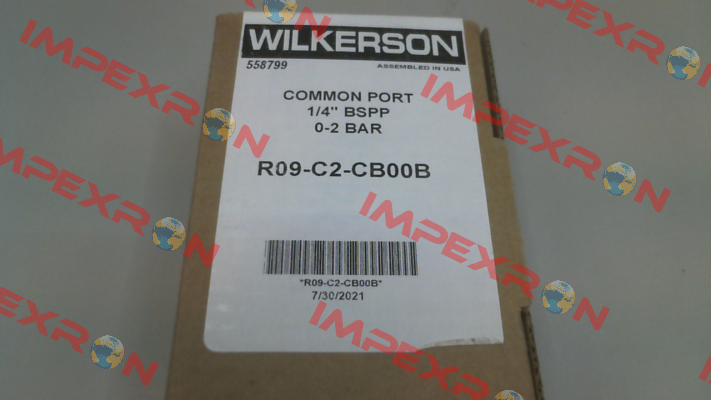 WILKERSON
558799 ASSEMBLED IN USA
COMMON PORT
1/4" BSPP
0-2 BAR
R09-C2-CB00B
*R09-C2-CB00B*
7/30/2021
IMPEXRON
IMPEXRON
IMPEXRON
IMPEXRON
IMPEXRON
IMPEXRON